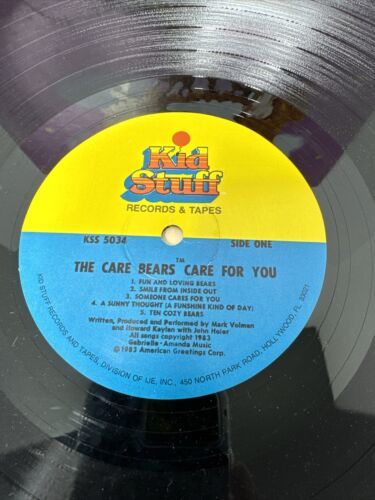 Kid
Stuff
RECORDS & TAPES
KSS 5034 SIDE ONE
TM
THE CARE BEARS CARE FOR YOU
1. FUN AND LOVING BEARS
2. SMILE FROM INSIDE OUT
3. SOMEONE CARES FOR YOU
4. A SUNNY THOUGHT (A FUNSHINE KIND OF DAY)
5. TEN COZY BEARS
Written, Produced and Performed by Mark Volman
and Howard Kaylan with John Hoier
All songs copyright 1983
Gabrielle-Amanda Music
©1983 American Greetings Corp.
KID STUFF RECORDS AND TAPES, DIVISION OF IJE, INC., 450 NORTH PARK ROAD, HOLLYWOOD, FL. 33021